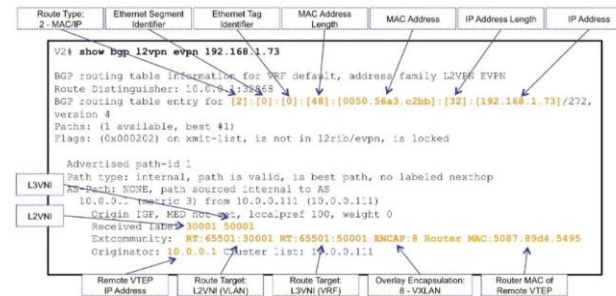 Route Type: 2 - MAC/IP
Ethernet Segment Identifier
Ethernet Tag Identifier
MAC Address Length
MAC Address
IP Address Length
IP Address
V2# show bgp l2vpn evpn 192.168.1.73
BGP routing table information for VRF default, address family L2VPN EVPN
Route Distinguisher: 10.0.0.1:32868
BGP routing table entry for [2]:[0]:[0]:[48]:[0050.56a3.c2bb]:[32]:[192.168.1.73]/272,
version 4
Paths: (1 available, best #1)
Flags: (0x000202) on xmit-list, is not in l2rib/evpn, is locked
Advertised path-id 1
Path type: internal, path is valid, is best path, no labeled nexthop
AS-Path: NONE, path sourced internal to AS
10.0.0.1 (metric 3) from 10.0.0.111 (10.0.0.111)
Origin IGP, MED not set, localpref 100, weight 0
Received label 30001 50001
Extcommunity: RT:65501:30001 RT:65501:50001 ENCAP:8 Router MAC:5087.89d4.5495
Originator: 10.0.0.1 Cluster list: 10.0.0.111
L3VNI
L2VNI
Remote VTEP IP Address
Route Target: L2VNI (VLAN)
Route Target: L3VNI (VRF)
Overlay Encapsulation: 8 - VXLAN
Router MAC of Remote VTEP